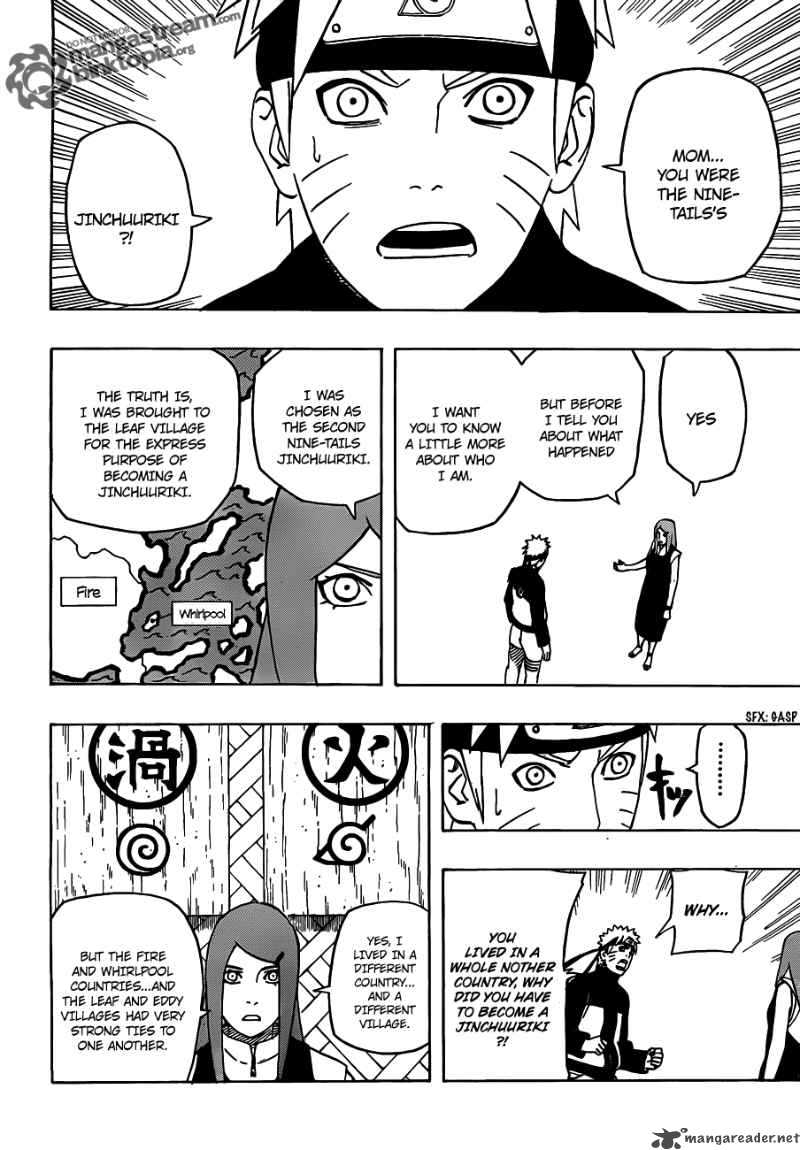 DO NOT MIRROR
mangastream.com
binktopia.org
MOM...
YOU WERE
THE NINE-
TAILS'S
JINCHUURIKI
?!
YES
BUT BEFORE
I TELL YOU
ABOUT WHAT
HAPPENED
I WANT
YOU TO KNOW
A LITTLE MORE
ABOUT WHO
I AM.
I WAS
CHOSEN AS
THE SECOND
NINE-TAILS
JINCHUURIKI.
THE TRUTH IS,
I WAS BROUGHT TO
THE LEAF VILLAGE
FOR THE EXPRESS
PURPOSE OF
BECOMING A
JINCHUURIKI.
Fire
Whirlpool
SFX: GASP
........
キッ
WHY...
YOU
LIVED IN A
WHOLE NOTHER
COUNTRY, WHY
DID YOU HAVE
TO BECOME A
JINCHUURIKI
?!
火
渦
YES, I
LIVED IN A
DIFFERENT
COUNTRY...
AND A
DIFFERENT
VILLAGE.
BUT THE FIRE
AND WHIRLPOOL
COUNTRIES...AND
THE LEAF AND EDDY
VILLAGES HAD VERY
STRONG TIES TO
ONE ANOTHER.
mangareader.net